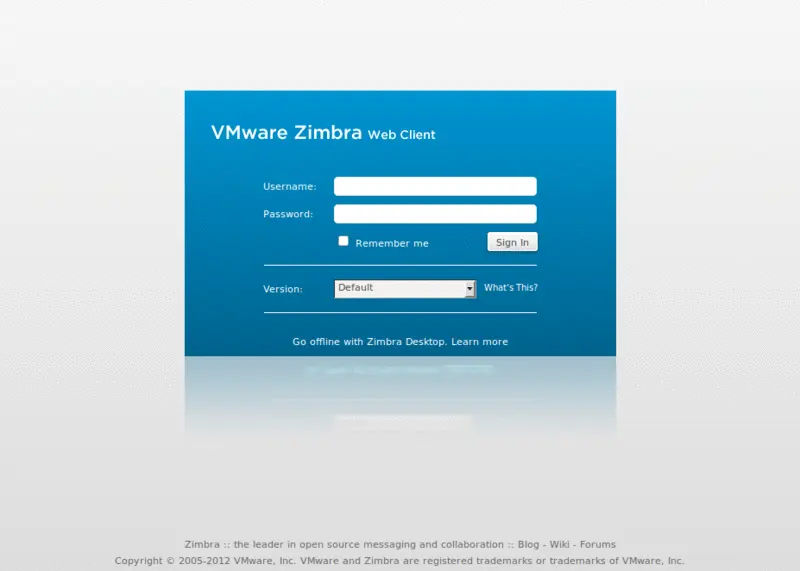 VMware Zimbra Web Client
Username:
Password:
Remember me
Sign In
Version:
Default
What's This?
Go offline with Zimbra Desktop. Learn more
Zimbra :: the leader in open source messaging and collaboration :: Blog - Wiki - Forums
Copyright © 2005-2012 VMware, Inc. VMware and Zimbra are registered trademarks or trademarks of VMware, Inc.